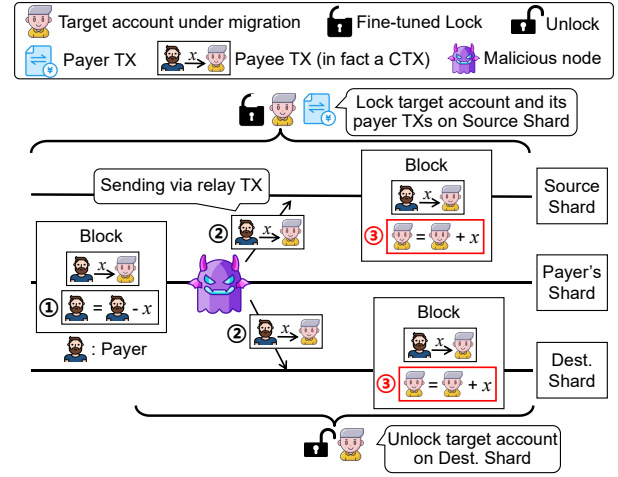 Target account under migration
Fine-tuned Lock
Unlock
Payer TX
x
Payee TX (in fact a CTX)
Malicious node
Lock target account and its
payer TXs on Source Shard
Sending via relay TX
Block
x
③ = + x
Source
Shard
② x
Block
x
① = - x
: Payer
Payer's
Shard
② x
Block
x
③ = + x
Dest.
Shard
Unlock target account
on Dest. Shard